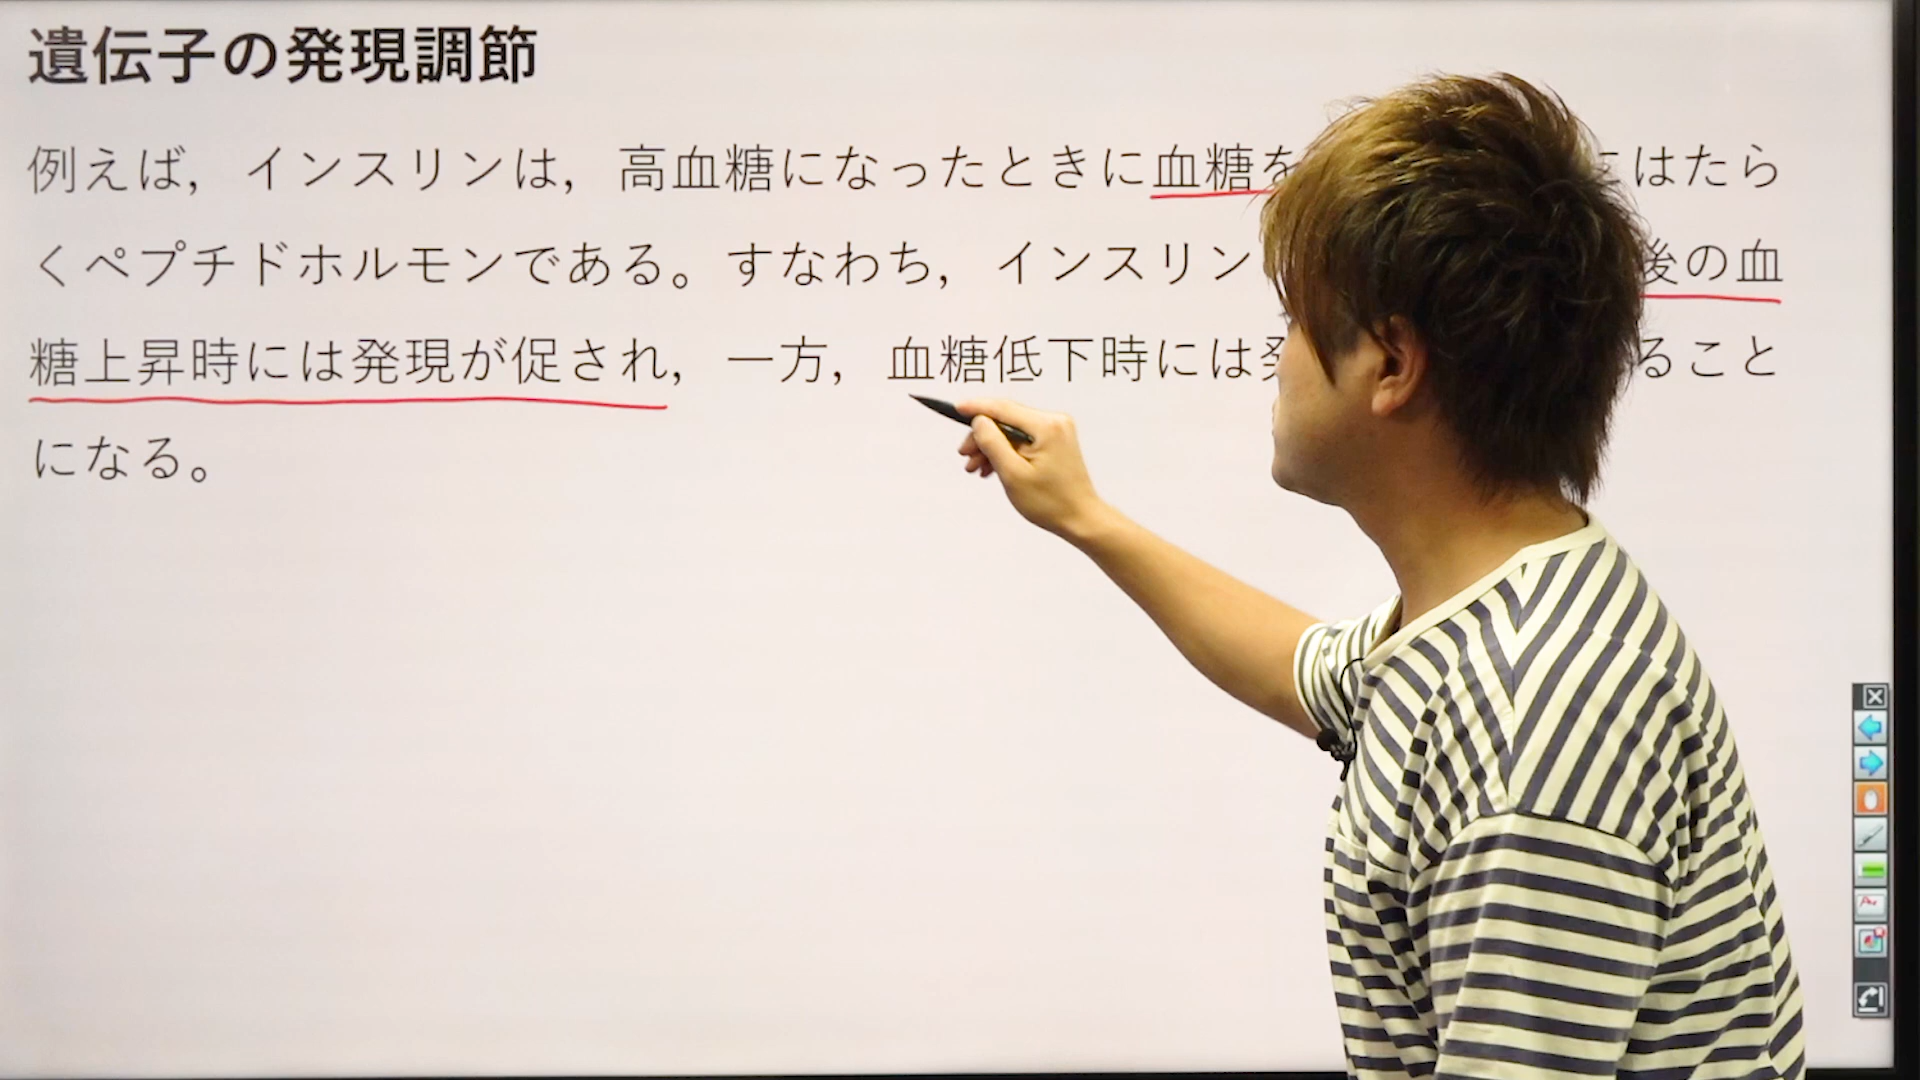 遺伝子の発現調節
例えば，インスリンは，高血糖になったときに血糖を にはたら
くペプチドホルモンである。すなわち，インスリン 後の血
糖上昇時には発現が促され，一方，血糖低下時には発 ること
になる。